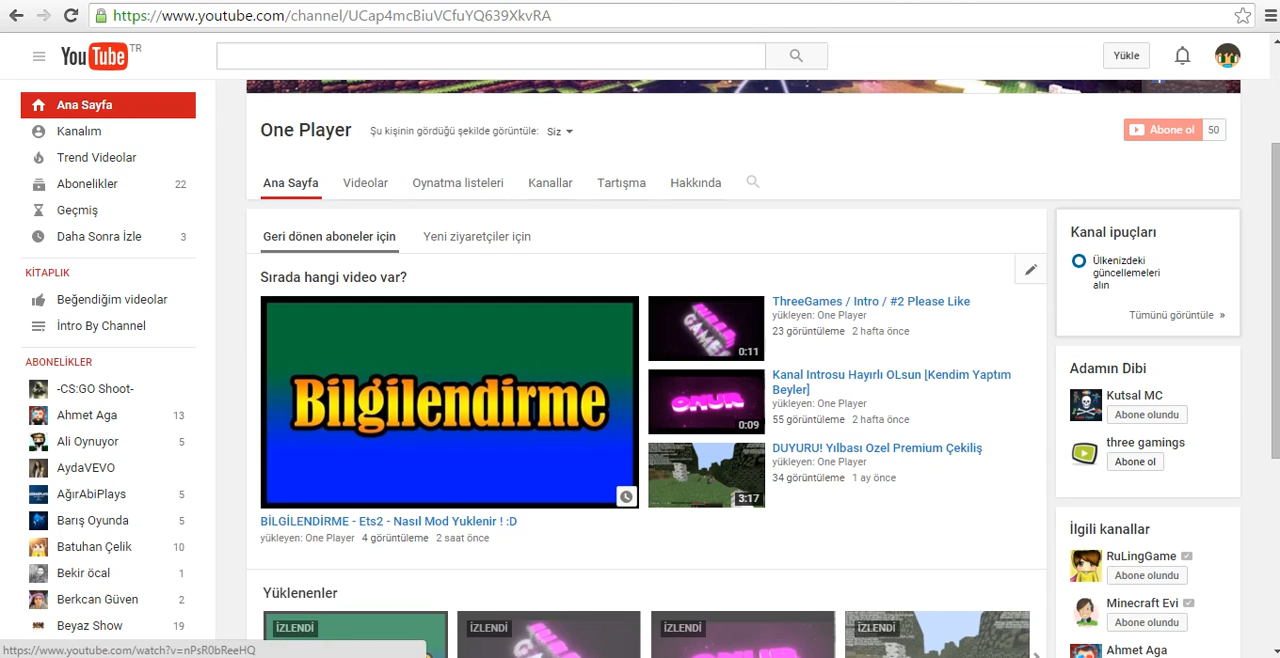 https://www.youtube.com/channel/UCap4mcBiuVCfuYQ639XkvRA
YouTube TR
Yükle
Ana Sayfa
Kanalım
Trend Videolar
Abonelikler 22
Geçmiş
Daha Sonra İzle 3
KİTAPLIK
Beğendiğim videolar
İntro By Channel
ABONELİKLER
-CS:GO Shoot-
Ahmet Aga 13
Ali Oynuyor 5
AydaVEVO
AğırAbiPlays 5
Barış Oyunda 5
Batuhan Çelik 10
Bekir öcal 1
Berkcan Güven 2
Beyaz Show 19
https://www.youtube.com/watch?v=nPsR0bReeHQ
One Player Şu kişinin gördüğü şekilde görüntüle: Siz
Abone ol 50
Ana Sayfa Videolar Oynatma listeleri Kanallar Tartışma Hakkında
Geri dönen aboneler için Yeni ziyaretçiler için
Sırada hangi video var?
Bilgilendirme
BİLGİLENDİRME - Ets2 - Nasıl Mod Yuklenir ! :D
yükleyen: One Player 4 görüntüleme 2 saat önce
GAMES
0:11
ThreeGames / Intro / #2 Please Like
yükleyen: One Player
23 görüntüleme 2 hafta önce
ONUR
0:09
Kanal Introsu Hayırlı OLsun [Kendim Yaptım
Beyler]
yükleyen: One Player
55 görüntüleme 2 hafta önce
3:17
DUYURU! Yılbası Ozel Premium Çekiliş
yükleyen: One Player
34 görüntüleme 1 ay önce
Yüklenenler
İZLENDİ İZLENDİ İZLENDİ İZLENDİ
Kanal ipuçları
Ülkenizdeki
güncellemeleri
alın
Tümünü görüntüle »
Adamın Dibi
Kutsal MC
Abone olundu
three gamings
Abone ol
İlgili kanallar
RuLingGame
Abone olundu
Minecraft Evi
Abone olundu
Ahmet Aga